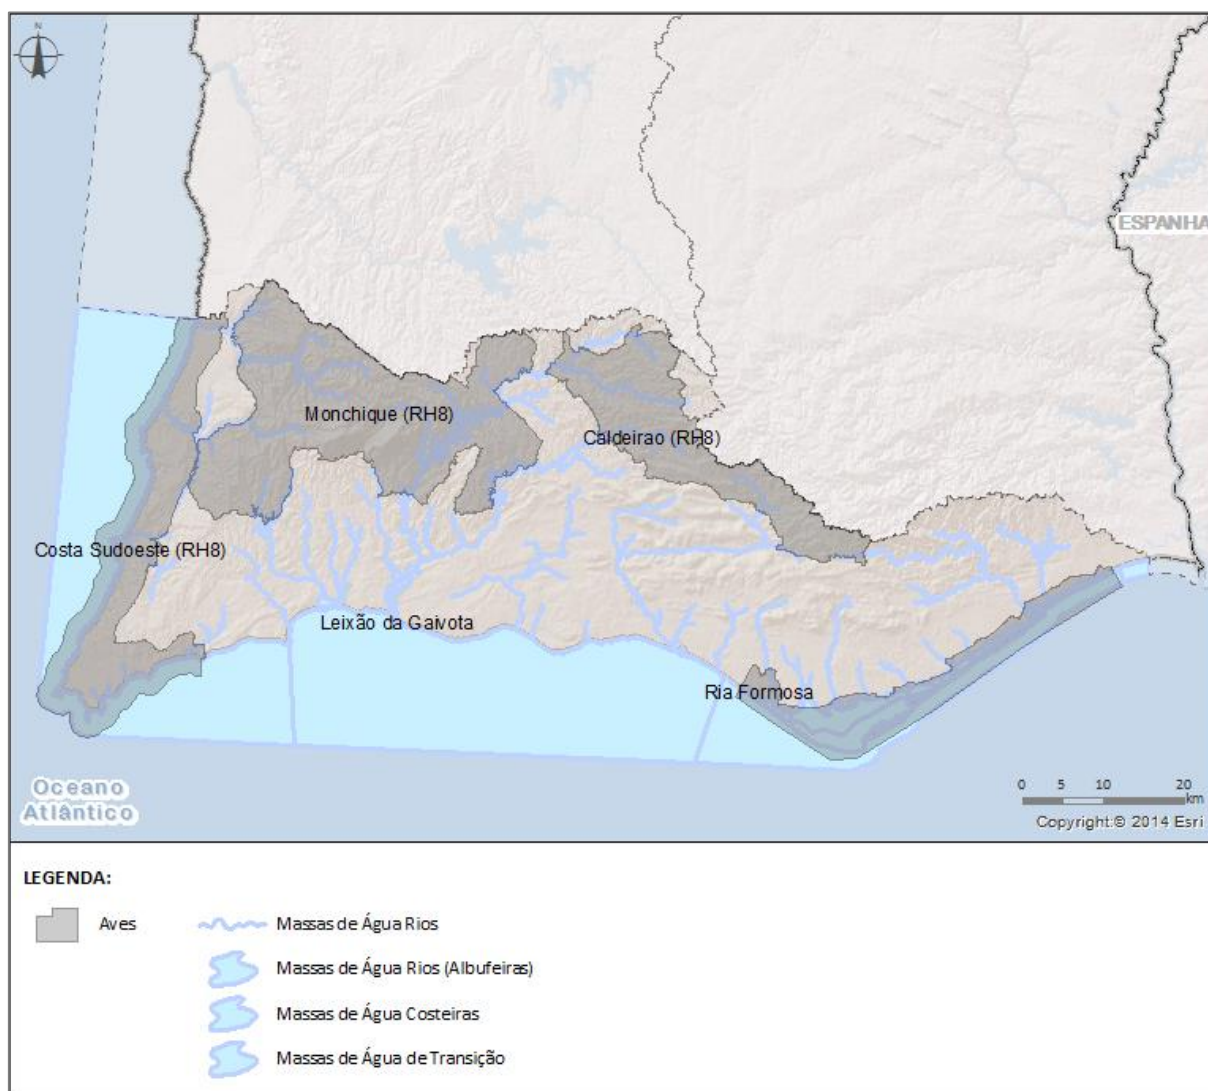 N
ESPANHA
Monchique (RH8)
Caldeirao (RH8)
Costa Sudoeste (RH8)
Leixão da Gaivota
Ria Formosa
Oceano
Atlântico
0 5 10 20
km
Copyright:© 2014 Esri
LEGENDA:
Aves
Massas de Água Rios
Massas de Água Rios (Albufeiras)
Massas de Água Costeiras
Massas de Água de Transição